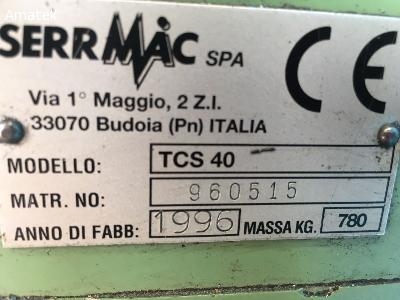 Amatek
SERRMAC SPA
CE
Via 1° Maggio, 2 Z.I.
33070 Budoia (Pn) ITALIA
MODELLO: TCS 40
MATR. NO: 960515
ANNO DI FABB: 1996 MASSA KG. 780